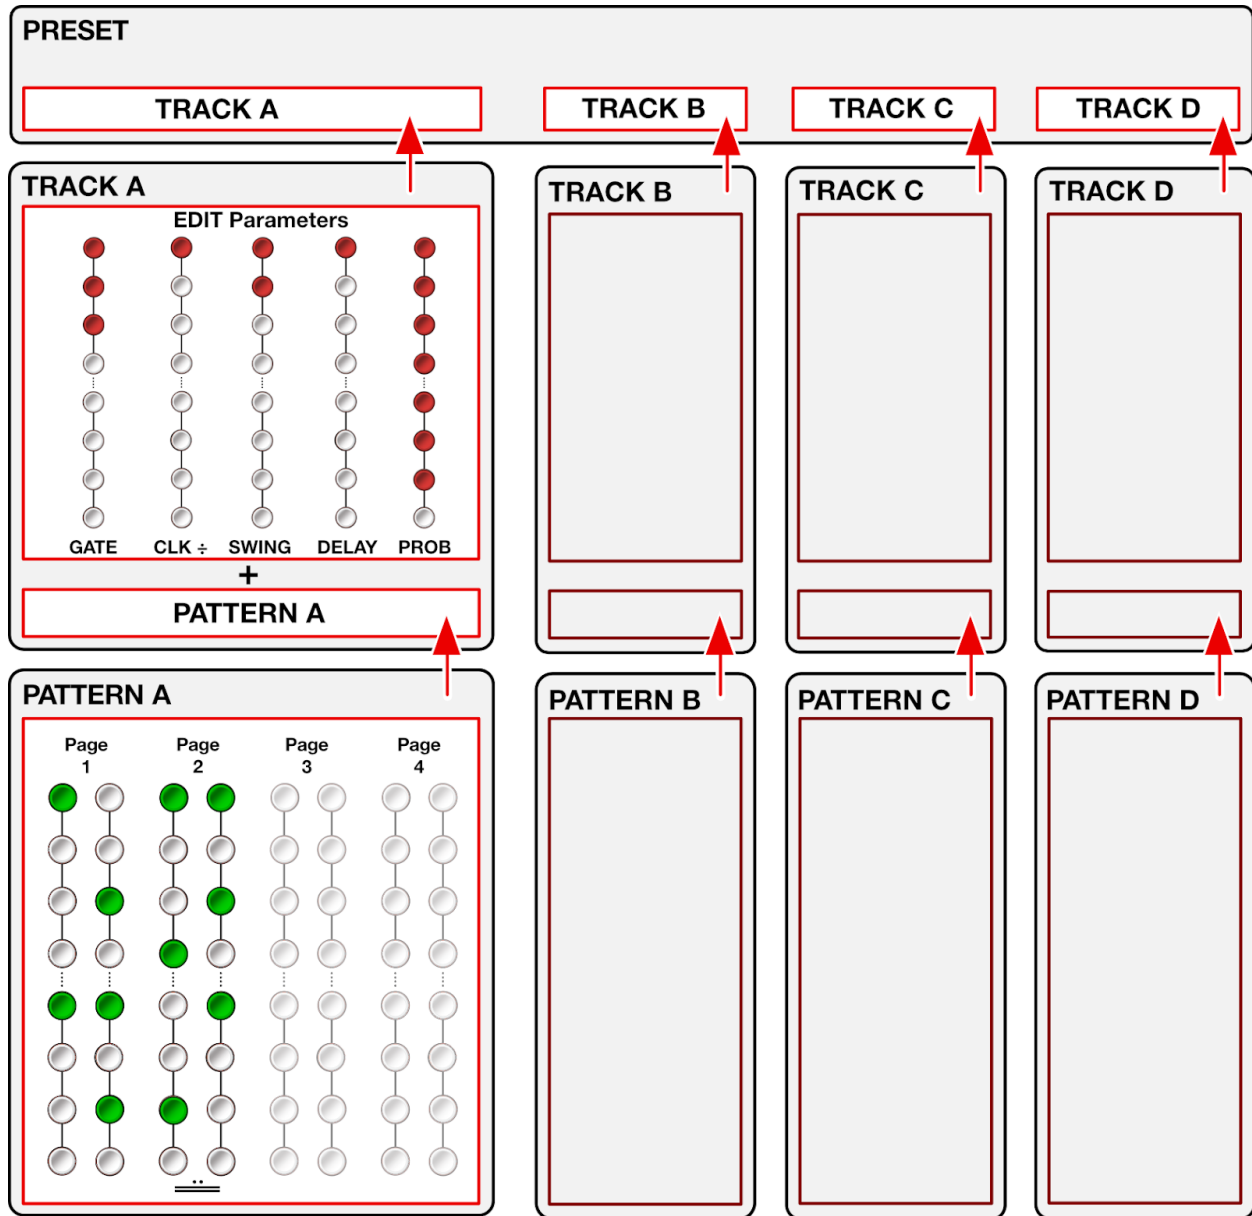 PRESET
TRACK A
TRACK B
TRACK C
TRACK D
TRACK A
EDIT Parameters
GATE CLK ÷ SWING DELAY PROB
+
PATTERN A
TRACK B
TRACK C
TRACK D
PATTERN A
Page 1
Page 2
Page 3
Page 4
PATTERN B
PATTERN C
PATTERN D